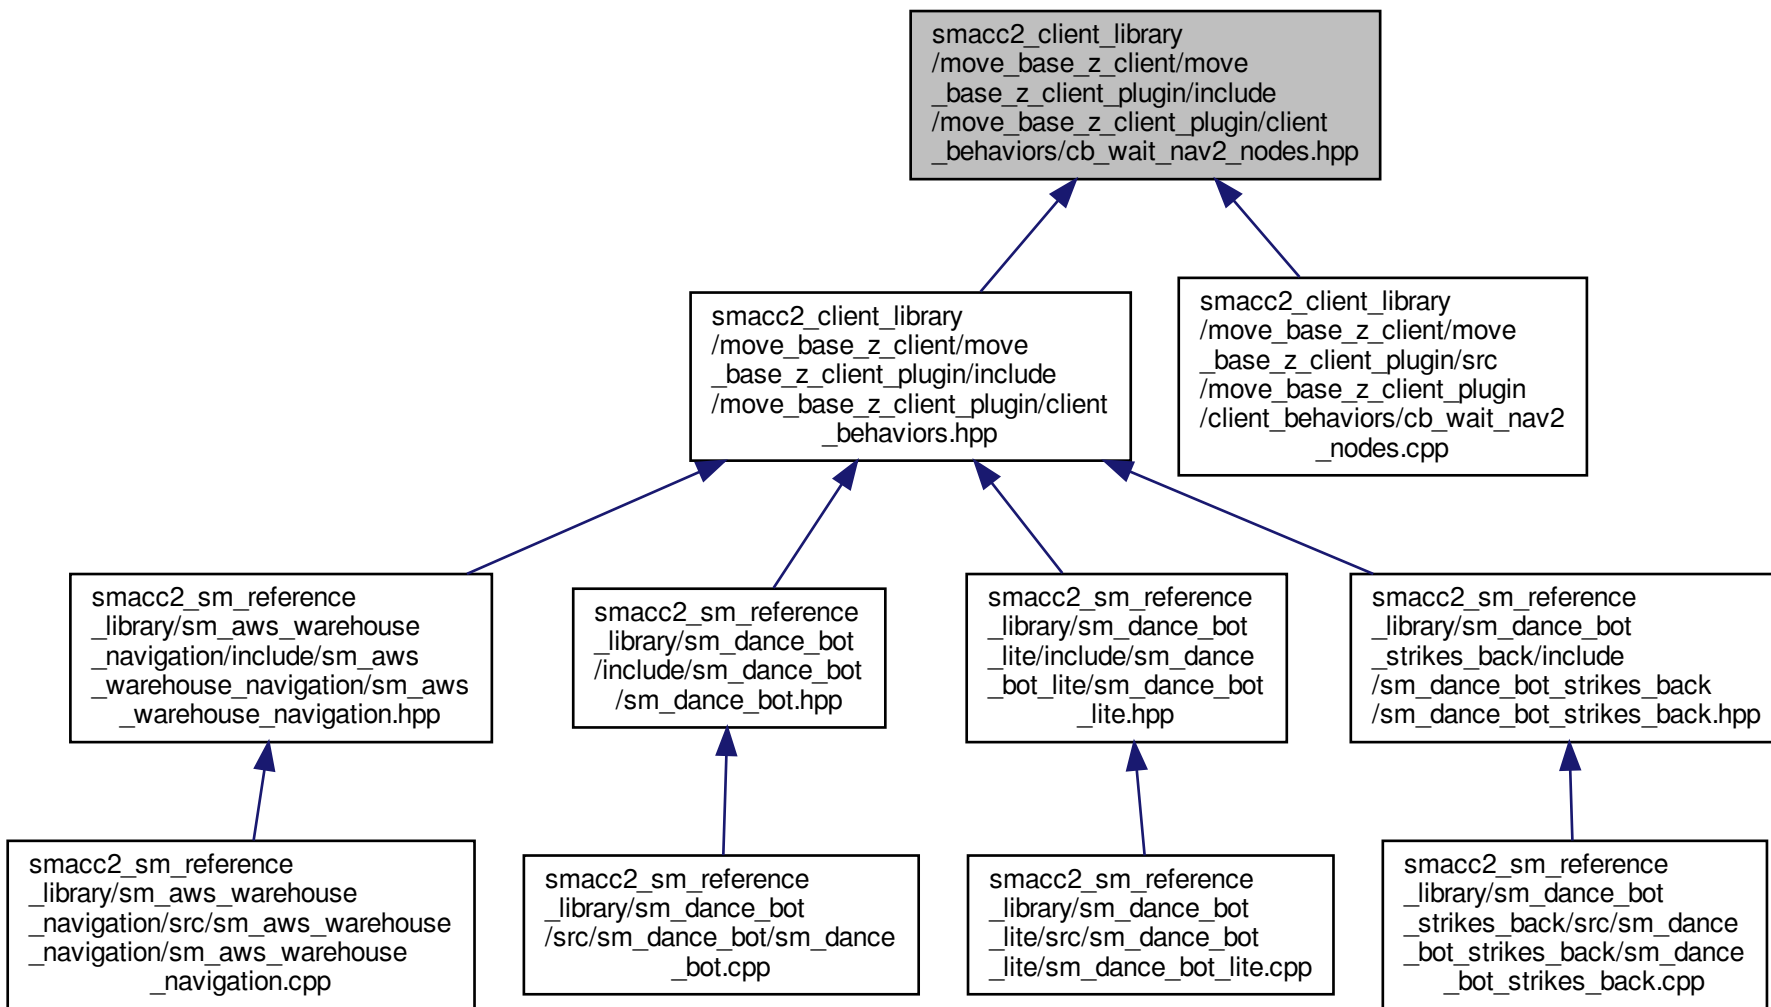 smacc2_client_library
/move_base_z_client/move
_base_z_client_plugin/include
/move_base_z_client_plugin/client
_behaviors/cb_wait_nav2_nodes.hpp
smacc2_client_library
/move_base_z_client/move
_base_z_client_plugin/include
/move_base_z_client_plugin/client
_behaviors.hpp
smacc2_client_library
/move_base_z_client/move
_base_z_client_plugin/src
/move_base_z_client_plugin
/client_behaviors/cb_wait_nav2
_nodes.cpp
smacc2_sm_reference
_library/sm_aws_warehouse
_navigation/include/sm_aws
_warehouse_navigation/sm_aws
_warehouse_navigation.hpp
smacc2_sm_reference
_library/sm_dance_bot
/include/sm_dance_bot
/sm_dance_bot.hpp
smacc2_sm_reference
_library/sm_dance_bot
_lite/include/sm_dance
_bot_lite/sm_dance_bot
_lite.hpp
smacc2_sm_reference
_library/sm_dance_bot
_strikes_back/include
/sm_dance_bot_strikes_back
/sm_dance_bot_strikes_back.hpp
smacc2_sm_reference
_library/sm_aws_warehouse
_navigation/src/sm_aws_warehouse
_navigation/sm_aws_warehouse
_navigation.cpp
smacc2_sm_reference
_library/sm_dance_bot
/src/sm_dance_bot/sm_dance
_bot.cpp
smacc2_sm_reference
_library/sm_dance_bot
_lite/src/sm_dance_bot
_lite/sm_dance_bot_lite.cpp
smacc2_sm_reference
_library/sm_dance_bot
_strikes_back/src/sm_dance
_bot_strikes_back/sm_dance
_bot_strikes_back.cpp